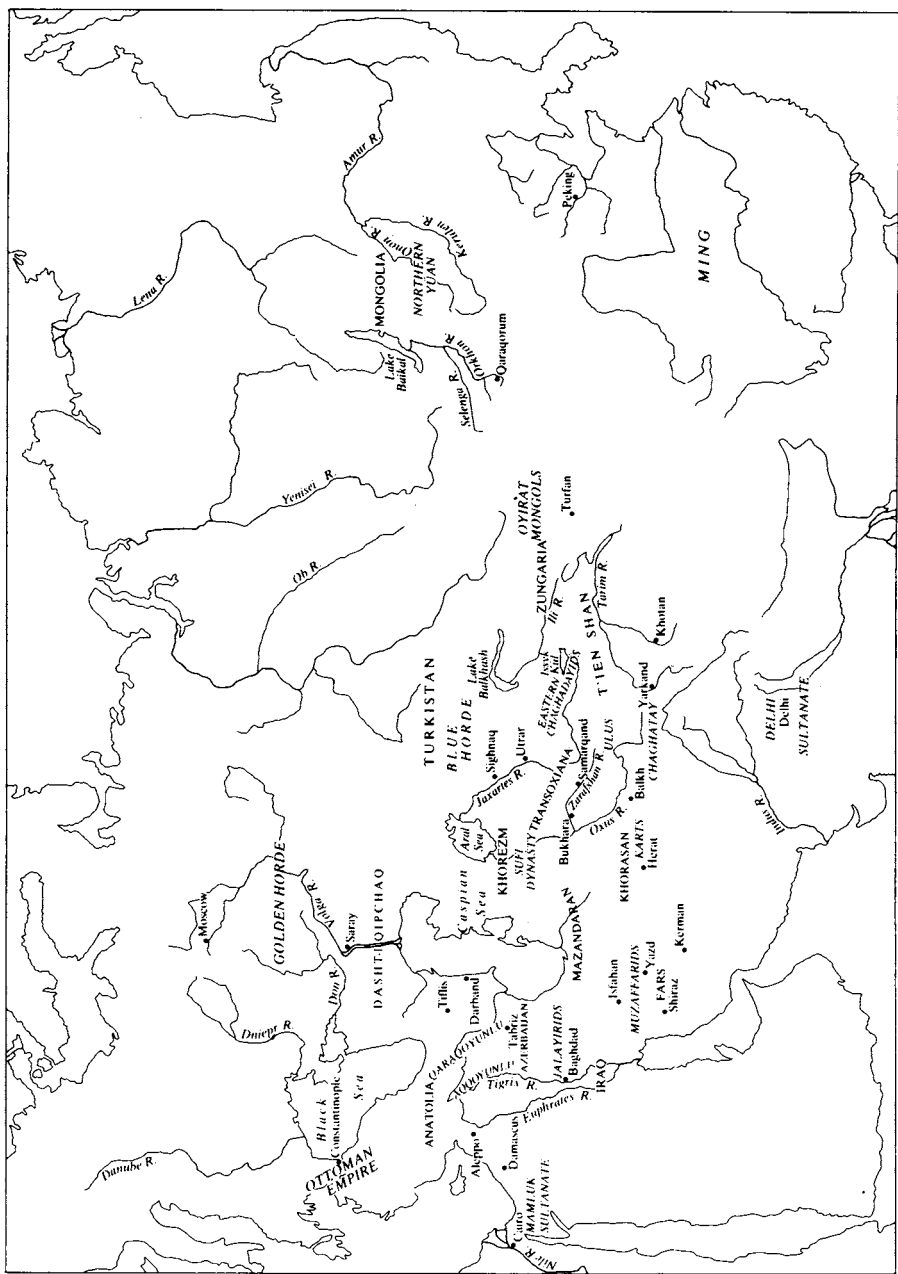 Moscow
GOLDEN HORDE
Volga R.
Saray
DASHT-I QIPCHAQ
Don R.
Dniepr R.
Danube R.
Black
Sea
Constantinople
OTTOMAN
EMPIRE
ANATOLIA
QARAQOYUNLU
AQQOYUNLU
Tiflis
Darband
Tabriz
AZERBAIJAN
Caspian
Sea
Aleppo
Damascus
Cairo
MAMLUK
SULTANATE
Nile R.
Tigris R.
Euphrates R.
JALAYIRIDS
Baghdad
IRAQ
MAZANDARAN
Isfahan
MUZAFFARIDS
Yazd
FARS
Shiraz
Kerman
KHORASAN
KARTS
Herat
Balkh
Aral
Sea
KHOREZM
SUFI
DYNASTY
TRANSOXIANA
Bukhara
Samarqand
Zarafshan R.
Oxus R.
Jaxartes R.
Sighnaq
Utrar
TURKISTAN
BLUE
HORDE
Lake
Balkhash
Issyk
Kul
EASTERN
CHAGHADAYIDS
ULUS
CHAGHATAY
Yarkand
Khotan
T'IEN SHAN
Tarim R.
Ili R.
ZUNGARIA
OYIRAT
MONGOLS
Turfan
Indus R.
DELHI
Delhi
SULTANATE
Ob R.
Yenisei R.
Lena R.
Lake
Baikal
MONGOLIA
NORTHERN
YÜAN
Onon R.
Kerulen R.
Amur R.
Selenga R.
Orkhon R.
Qaraqorum
Peking
MING